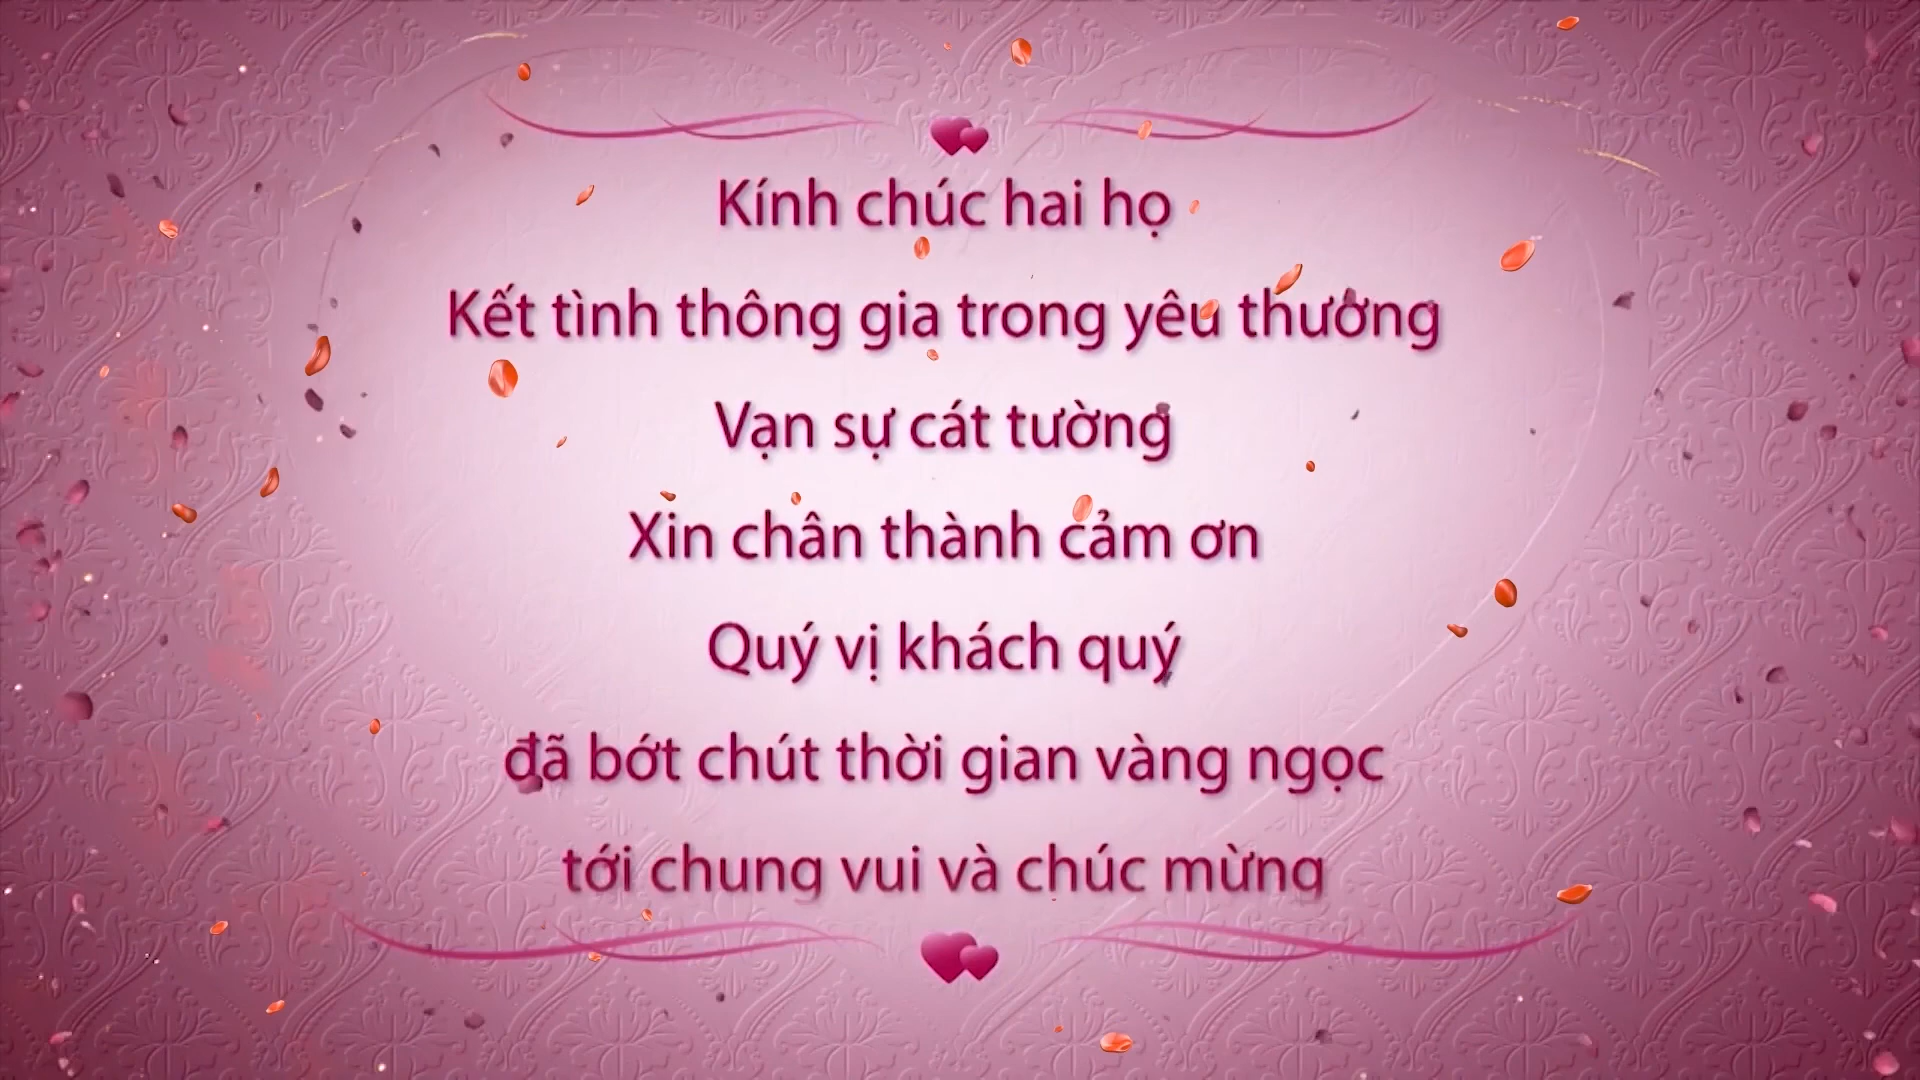 Kính chúc hai họ
Kết tình thông gia trong yêu thương
Vạn sự cát tường
Xin chân thành cảm ơn
Quý vị khách quý
đã bớt chút thời gian vàng ngọc
tới chung vui và chúc mừng